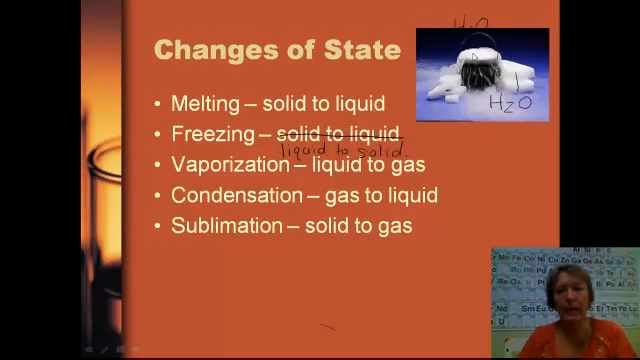 H2O
Changes of State
H2O
• Melting – solid to liquid
• Freezing – solid to liquid
liquid to solid.
• Vaporization – liquid to gas
• Condensation – gas to liquid
• Sublimation – solid to gas